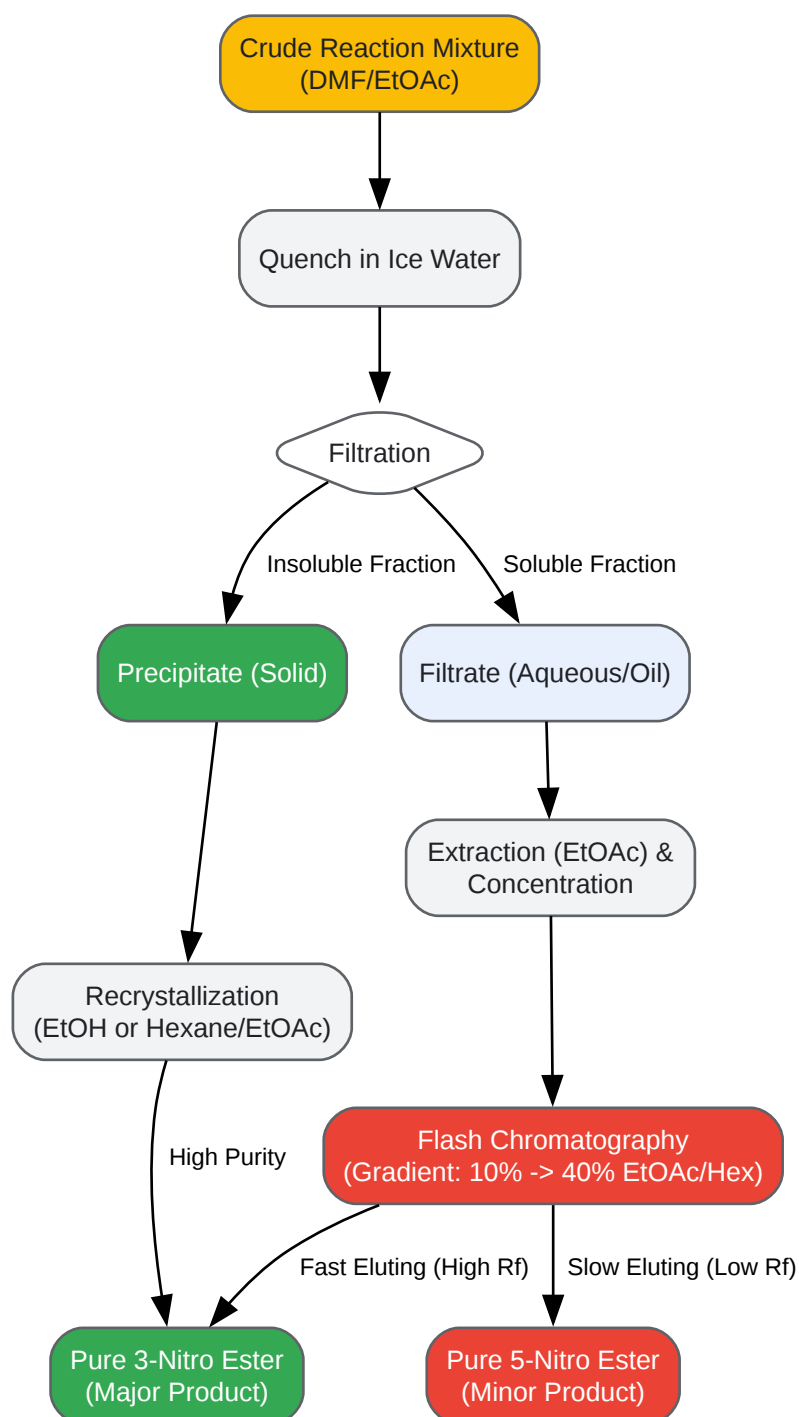 Crude Reaction Mixture
(DMF/EtOAc)
Quench in Ice Water
Filtration
Insoluble Fraction
Soluble Fraction
Precipitate (Solid)
Filtrate (Aqueous/Oil)
Extraction (EtOAc) &
Concentration
Recrystallization
(EtOH or Hexane/EtOAc)
Flash Chromatography
(Gradient: 10% -> 40% EtOAc/Hex)
High Purity
Fast Eluting (High Rf)
Slow Eluting (Low Rf)
Pure 3-Nitro Ester
(Major Product)
Pure 5-Nitro Ester
(Minor Product)